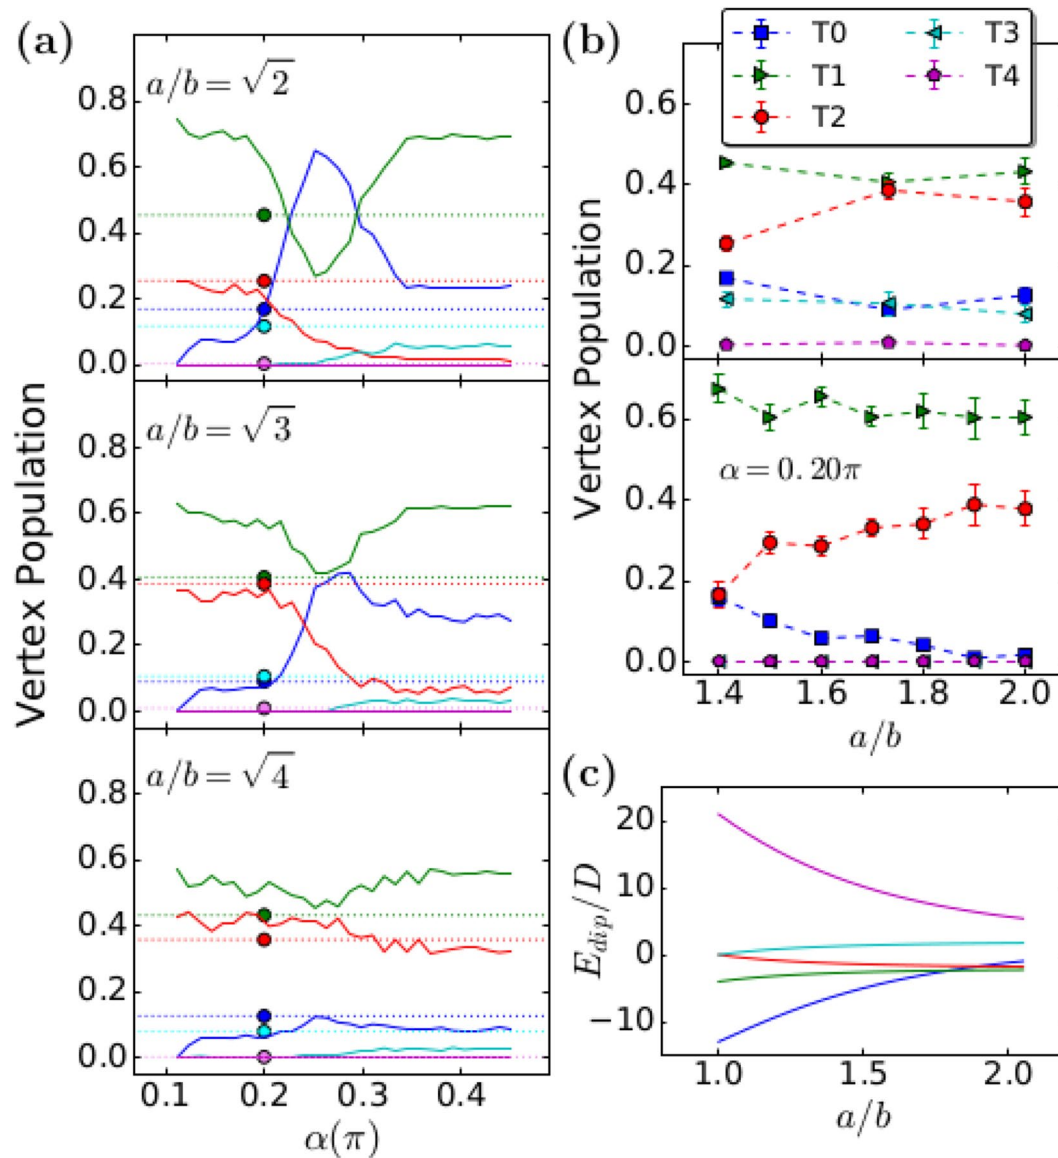 (a)
a/b = √2
0.8
0.6
0.4
0.2
0.0
a/b = √3
0.8
0.6
0.4
0.2
0.0
a/b = √4
0.8
0.6
0.4
0.2
0.0
0.1 0.2 0.3 0.4
α(π)
Vertex Population
(b)
T0 T3
T1 T4
T2
0.6
0.4
0.2
0.0
Vertex Population
α = 0.20π
0.6
0.4
0.2
0.0
1.4 1.6 1.8 2.0
a/b
Vertex Population
(c)
20
10
0
−10
E_dip/D
1.0 1.5 2.0
a/b